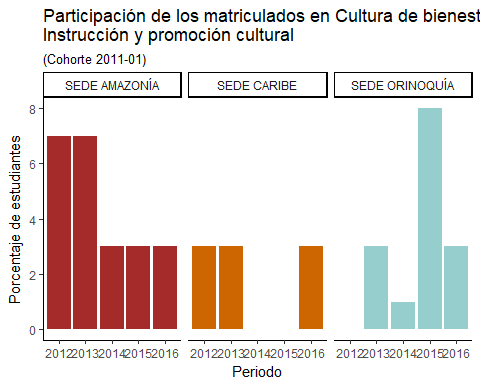 Participación de los matriculados en Cultura de bienest
Instrucción y promoción cultural
(Cohorte 2011-01)
SEDE AMAZONÍA SEDE CARIBE SEDE ORINOQUÍA
Porcentaje de estudiantes
8
6
4
2
0
2012 2013 2014 2015 2016 2012 2013 2014 2015 2016 2012 2013 2014 2015 2016
Periodo